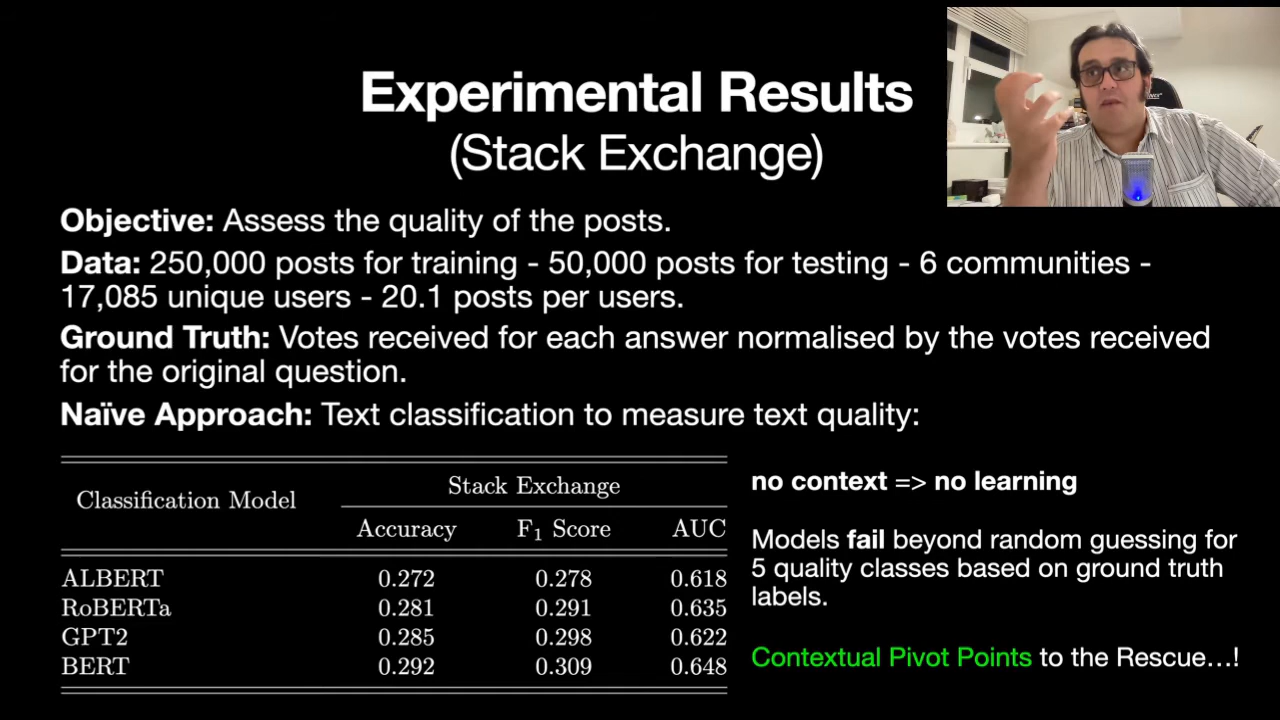 Experimental Results
(Stack Exchange)
Objective: Assess the quality of the posts.
Data: 250,000 posts for training - 50,000 posts for testing - 6 communities -
17,085 unique users - 20.1 posts per users.
Ground Truth: Votes received for each answer normalised by the votes received
for the original question.
Naïve Approach: Text classification to measure text quality:
Classification Model Stack Exchange
Accuracy F1 Score AUC
ALBERT 0.272 0.278 0.618
RoBERTa 0.281 0.291 0.635
GPT2 0.285 0.298 0.622
BERT 0.292 0.309 0.648
no context => no learning
Models fail beyond random guessing for
5 quality classes based on ground truth
labels.
Contextual Pivot Points to the Rescue…!